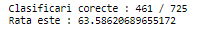 Clasificari corecte : 461 / 725
Rata este : 63.58620689655172